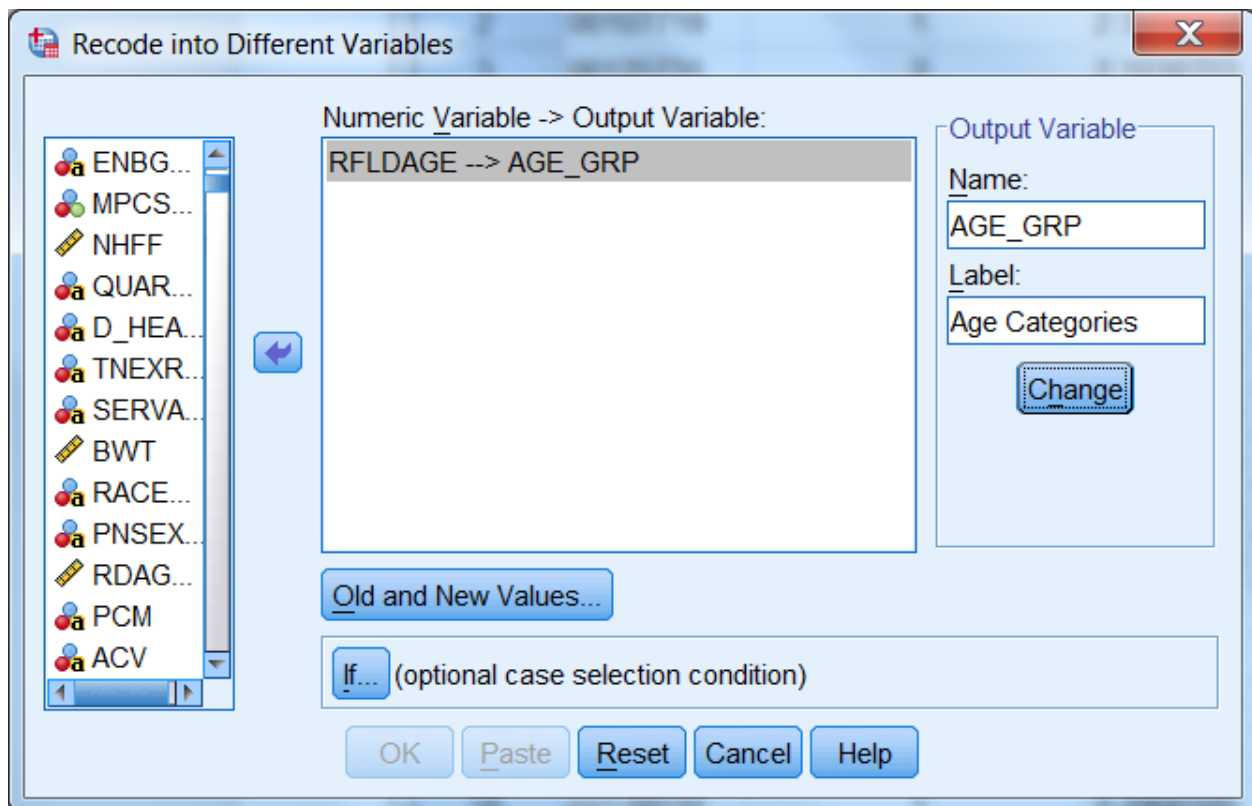 Recode into Different Variables
X
ENBG...
MPCS...
NHFF
QUAR...
D_HEA...
TNEXR...
SERVA...
BWT
RACE...
PNSEX...
RDAG...
PCM
ACV
Numeric Variable -> Output Variable:
RFLDAGE --> AGE_GRP
Old and New Values...
If... (optional case selection condition)
Output Variable
Name:
AGE_GRP
Label:
Age Categories
Change
OK Paste Reset Cancel Help